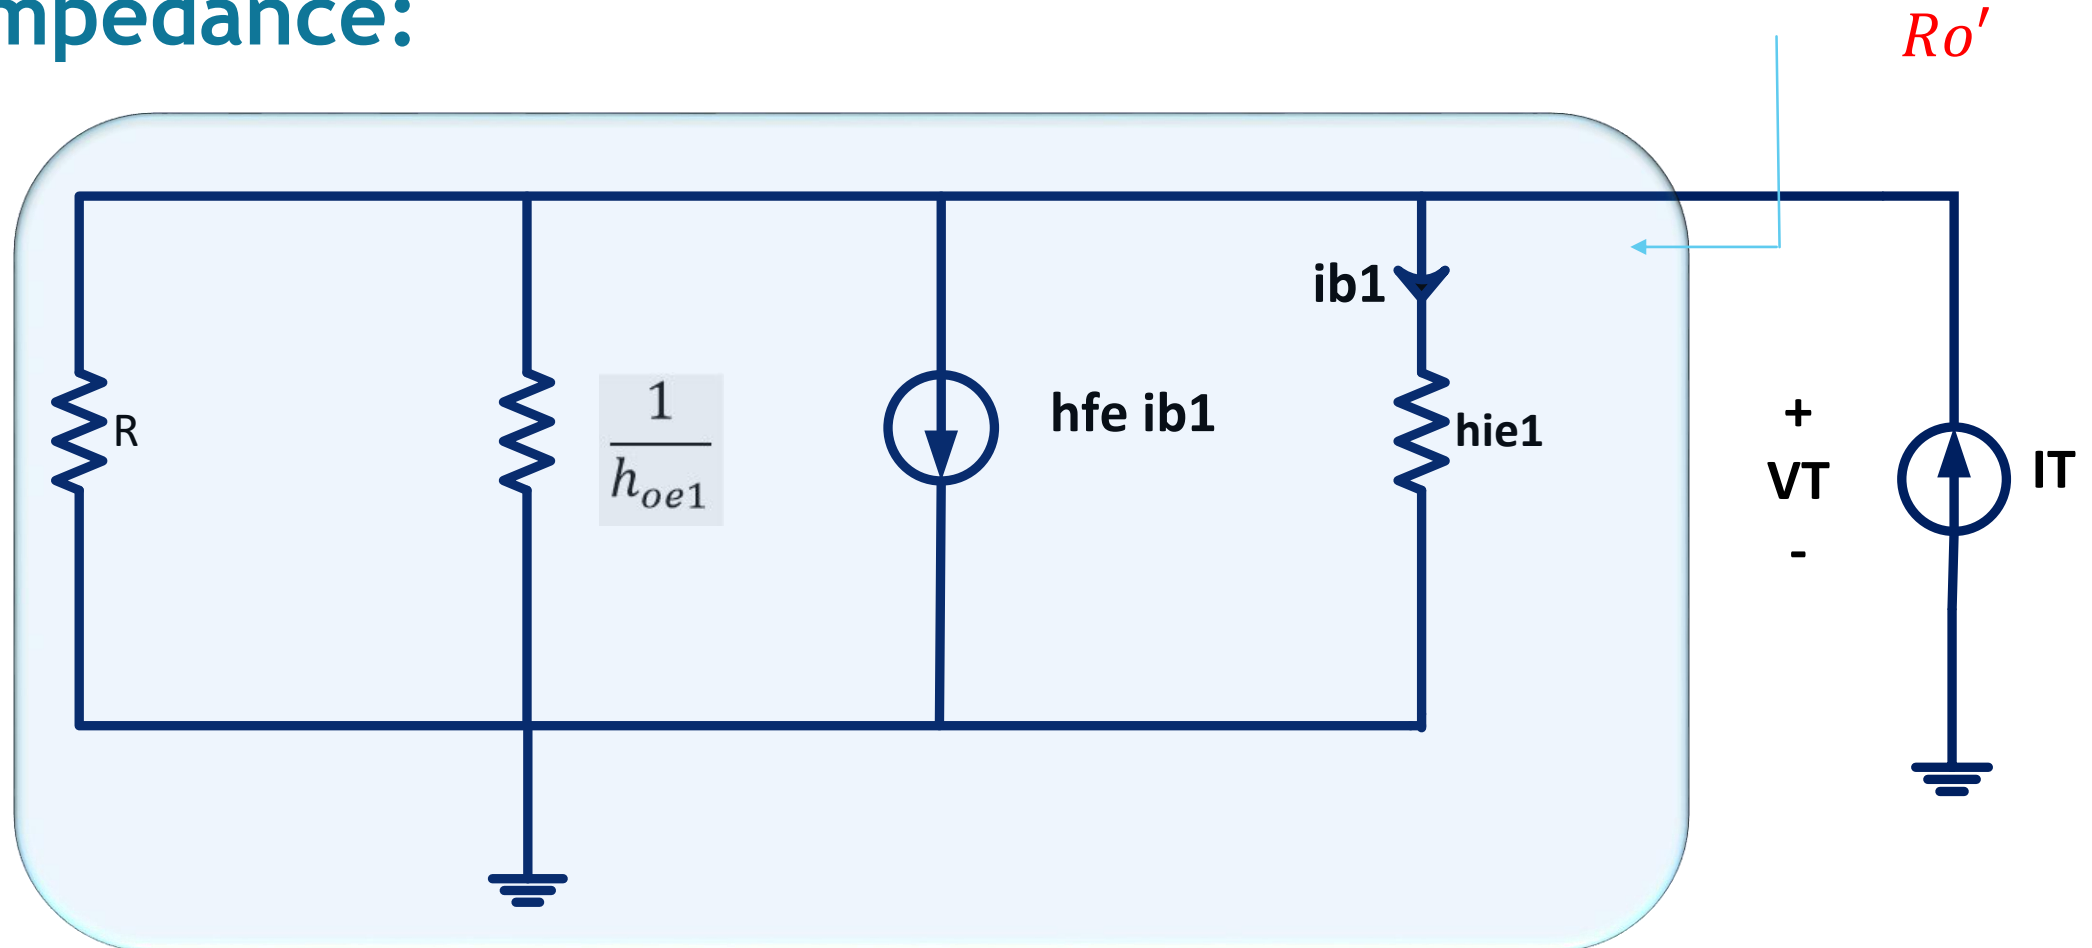 mpedance:
Ro'
ib1
R
1
hoe1
hfe ib1
hie1
+
VT
-
IT